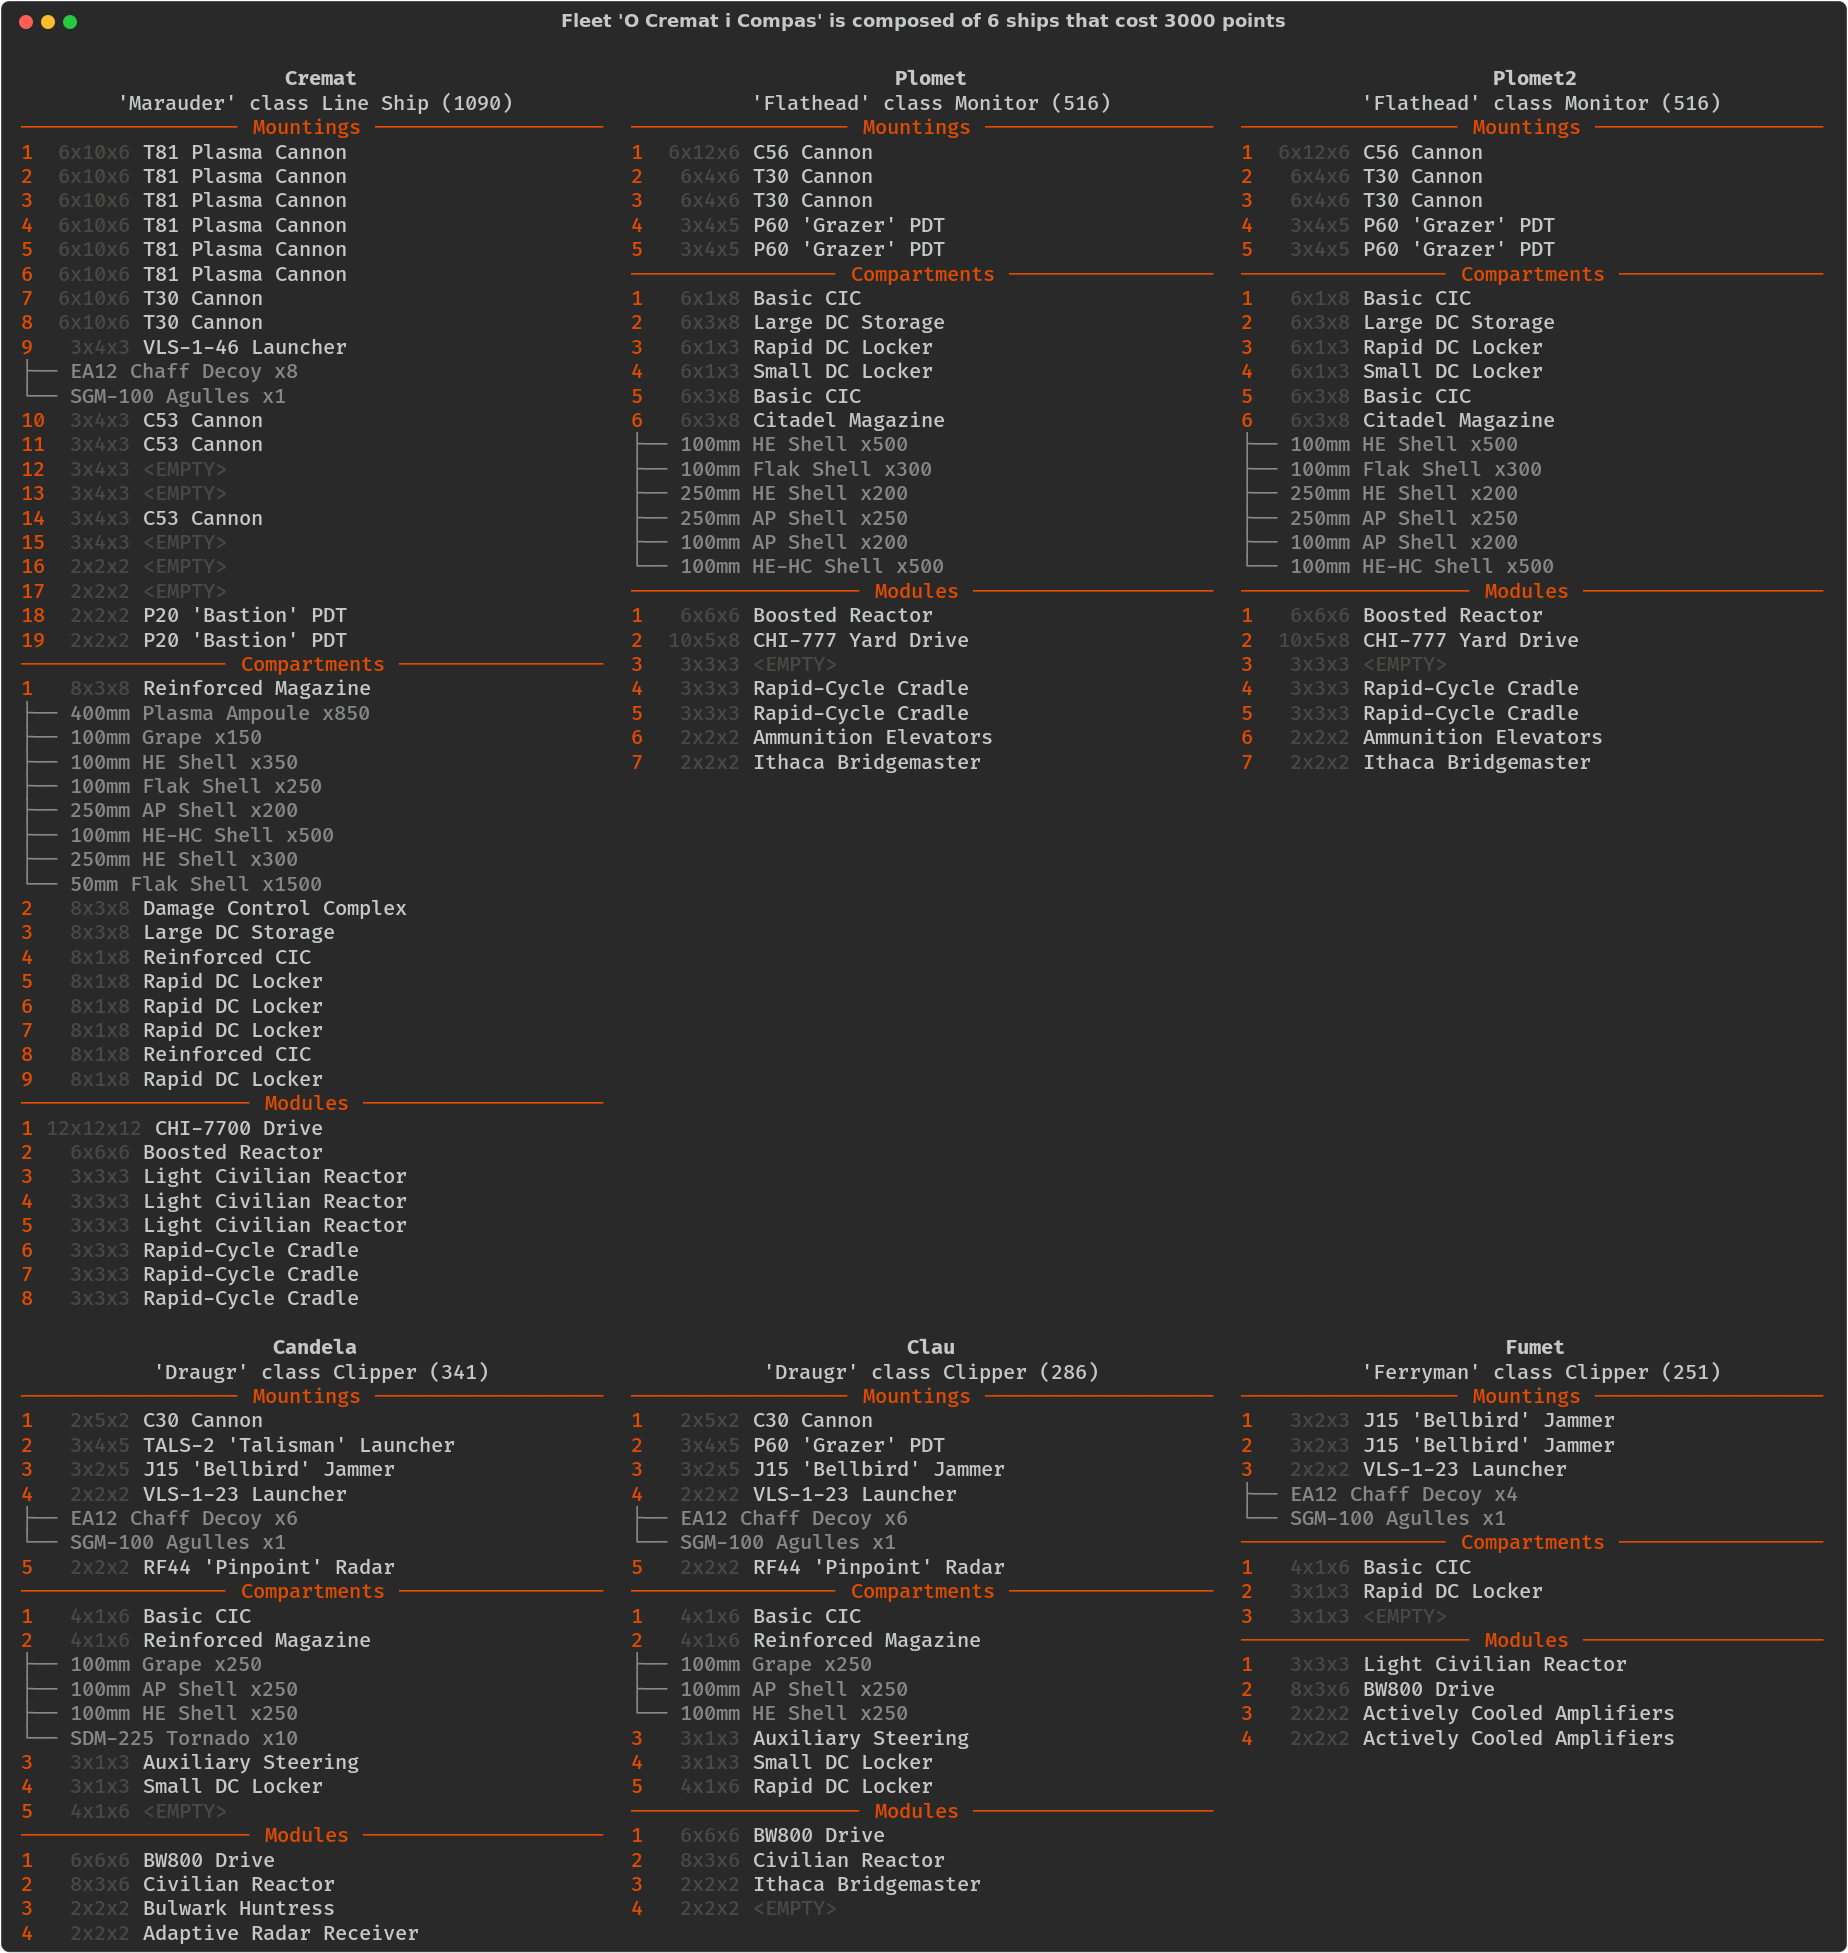 Fleet 'O Cremat i Compas' is composed of 6 ships that cost 3000 points
Cremat
'Marauder' class Line Ship (1090)
Mountings
1 6x10x6 T81 Plasma Cannon
2 6x10x6 T81 Plasma Cannon
3 6x10x6 T81 Plasma Cannon
4 6x10x6 T81 Plasma Cannon
5 6x10x6 T81 Plasma Cannon
6 6x10x6 T81 Plasma Cannon
7 6x10x6 T30 Cannon
8 6x10x6 T30 Cannon
9 3x4x3 VLS-1-46 Launcher
EA12 Chaff Decoy x8
SGM-100 Agulles x1
10 3x4x3 C53 Cannon
11 3x4x3 C53 Cannon
12 3x4x3 <EMPTY>
13 3x4x3 <EMPTY>
14 3x4x3 C53 Cannon
15 3x4x3 <EMPTY>
16 2x2x2 <EMPTY>
17 2x2x2 <EMPTY>
18 2x2x2 P20 'Bastion' PDT
19 2x2x2 P20 'Bastion' PDT
Compartments
1 8x3x8 Reinforced Magazine
400mm Plasma Ampoule x850
100mm Grape x150
100mm HE Shell x350
100mm Flak Shell x250
250mm AP Shell x200
100mm HE-HC Shell x500
250mm HE Shell x300
50mm Flak Shell x1500
2 8x3x8 Damage Control Complex
3 8x3x8 Large DC Storage
4 8x1x8 Reinforced CIC
5 8x1x8 Rapid DC Locker
6 8x1x8 Rapid DC Locker
7 8x1x8 Rapid DC Locker
8 8x1x8 Reinforced CIC
9 8x1x8 Rapid DC Locker
Modules
1 12x12x12 CHI-7700 Drive
2 6x6x6 Boosted Reactor
3 3x3x3 Light Civilian Reactor
4 3x3x3 Light Civilian Reactor
5 3x3x3 Light Civilian Reactor
6 3x3x3 Rapid-Cycle Cradle
7 3x3x3 Rapid-Cycle Cradle
8 3x3x3 Rapid-Cycle Cradle
Plomet
'Flathead' class Monitor (516)
Mountings
1 6x12x6 C56 Cannon
2 6x4x6 T30 Cannon
3 6x4x6 T30 Cannon
4 3x4x5 P60 'Grazer' PDT
5 3x4x5 P60 'Grazer' PDT
Compartments
1 6x1x8 Basic CIC
2 6x3x8 Large DC Storage
3 6x1x3 Rapid DC Locker
4 6x1x3 Small DC Locker
5 6x3x8 Basic CIC
6 6x3x8 Citadel Magazine
100mm HE Shell x500
100mm Flak Shell x300
250mm HE Shell x200
250mm AP Shell x250
100mm AP Shell x200
100mm HE-HC Shell x500
Modules
1 6x6x6 Boosted Reactor
2 10x5x8 CHI-777 Yard Drive
3 3x3x3 <EMPTY>
4 3x3x3 Rapid-Cycle Cradle
5 3x3x3 Rapid-Cycle Cradle
6 2x2x2 Ammunition Elevators
7 2x2x2 Ithaca Bridgemaster
Plomet2
'Flathead' class Monitor (516)
Mountings
1 6x12x6 C56 Cannon
2 6x4x6 T30 Cannon
3 6x4x6 T30 Cannon
4 3x4x5 P60 'Grazer' PDT
5 3x4x5 P60 'Grazer' PDT
Compartments
1 6x1x8 Basic CIC
2 6x3x8 Large DC Storage
3 6x1x3 Rapid DC Locker
4 6x1x3 Small DC Locker
5 6x3x8 Basic CIC
6 6x3x8 Citadel Magazine
100mm HE Shell x500
100mm Flak Shell x300
250mm HE Shell x200
250mm AP Shell x250
100mm AP Shell x200
100mm HE-HC Shell x500
Modules
1 6x6x6 Boosted Reactor
2 10x5x8 CHI-777 Yard Drive
3 3x3x3 <EMPTY>
4 3x3x3 Rapid-Cycle Cradle
5 3x3x3 Rapid-Cycle Cradle
6 2x2x2 Ammunition Elevators
7 2x2x2 Ithaca Bridgemaster
Candela
'Draugr' class Clipper (341)
Mountings
1 2x5x2 C30 Cannon
2 3x4x5 TALS-2 'Talisman' Launcher
3 3x2x5 J15 'Bellbird' Jammer
4 2x2x2 VLS-1-23 Launcher
EA12 Chaff Decoy x6
SGM-100 Agulles x1
5 2x2x2 RF44 'Pinpoint' Radar
Compartments
1 4x1x6 Basic CIC
2 4x1x6 Reinforced Magazine
100mm Grape x250
100mm AP Shell x250
100mm HE Shell x250
SDM-225 Tornado x10
3 3x1x3 Auxiliary Steering
4 3x1x3 Small DC Locker
5 4x1x6 <EMPTY>
Modules
1 6x6x6 BW800 Drive
2 8x3x6 Civilian Reactor
3 2x2x2 Bulwark Huntress
4 2x2x2 Adaptive Radar Receiver
Clau
'Draugr' class Clipper (286)
Mountings
1 2x5x2 C30 Cannon
2 3x4x5 P60 'Grazer' PDT
3 3x2x5 J15 'Bellbird' Jammer
4 2x2x2 VLS-1-23 Launcher
EA12 Chaff Decoy x6
SGM-100 Agulles x1
5 2x2x2 RF44 'Pinpoint' Radar
Compartments
1 4x1x6 Basic CIC
2 4x1x6 Reinforced Magazine
100mm Grape x250
100mm AP Shell x250
100mm HE Shell x250
3 3x1x3 Auxiliary Steering
4 3x1x3 Small DC Locker
5 4x1x6 Rapid DC Locker
Modules
1 6x6x6 BW800 Drive
2 8x3x6 Civilian Reactor
3 2x2x2 Ithaca Bridgemaster
4 2x2x2 <EMPTY>
Fumet
'Ferryman' class Clipper (251)
Mountings
1 3x2x3 J15 'Bellbird' Jammer
2 3x2x3 J15 'Bellbird' Jammer
3 2x2x2 VLS-1-23 Launcher
EA12 Chaff Decoy x4
SGM-100 Agulles x1
Compartments
1 4x1x6 Basic CIC
2 3x1x3 Rapid DC Locker
3 3x1x3 <EMPTY>
Modules
1 3x3x3 Light Civilian Reactor
2 8x3x6 BW800 Drive
3 2x2x2 Actively Cooled Amplifiers
4 2x2x2 Actively Cooled Amplifiers